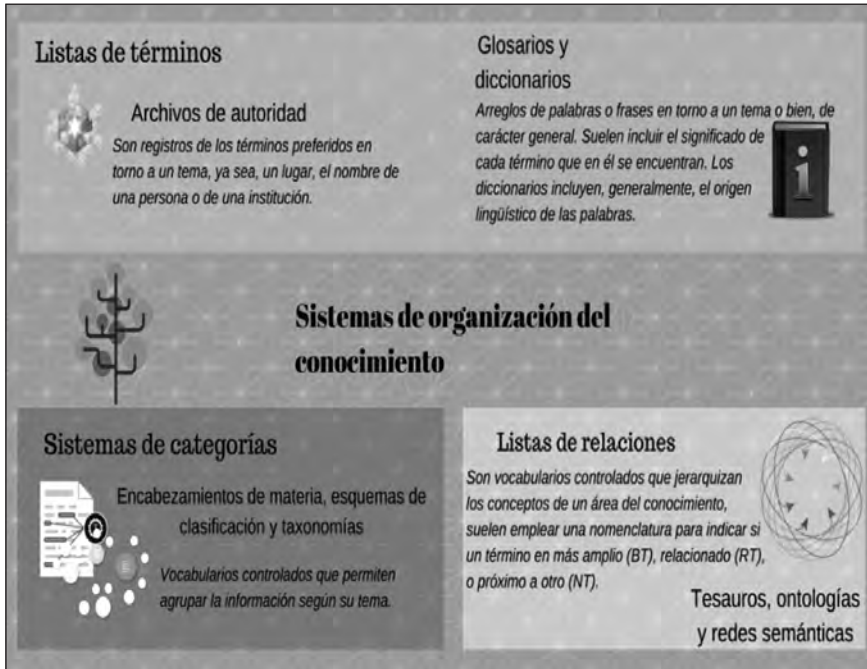 Listas de términos
Archivos de autoridad
Son registros de los términos preferidos en
torno a un tema, ya sea, un lugar, el nombre de
una persona o de una institución.
Glosarios y
diccionarios
Arreglos de palabras o frases en torno a un tema o bien, de
carácter general. Suelen incluir el significado de
cada término que en él se encuentran. Los
diccionarios incluyen, generalmente, el origen
lingüístico de las palabras.
i
Sistemas de organización del
conocimiento
Sistemas de categorías
Encabezamientos de materia, esquemas de
clasificación y taxonomías
Vocabularios controlados que permiten
agrupar la información según su tema.
Listas de relaciones
Son vocabularios controlados que jerarquizan
los conceptos de un área del conocimiento,
suelen emplear una nomenclatura para indicar si
un término en más amplio (BT), relacionado (RT),
o próximo a otro (NT).
Tesauros, ontologías
y redes semánticas